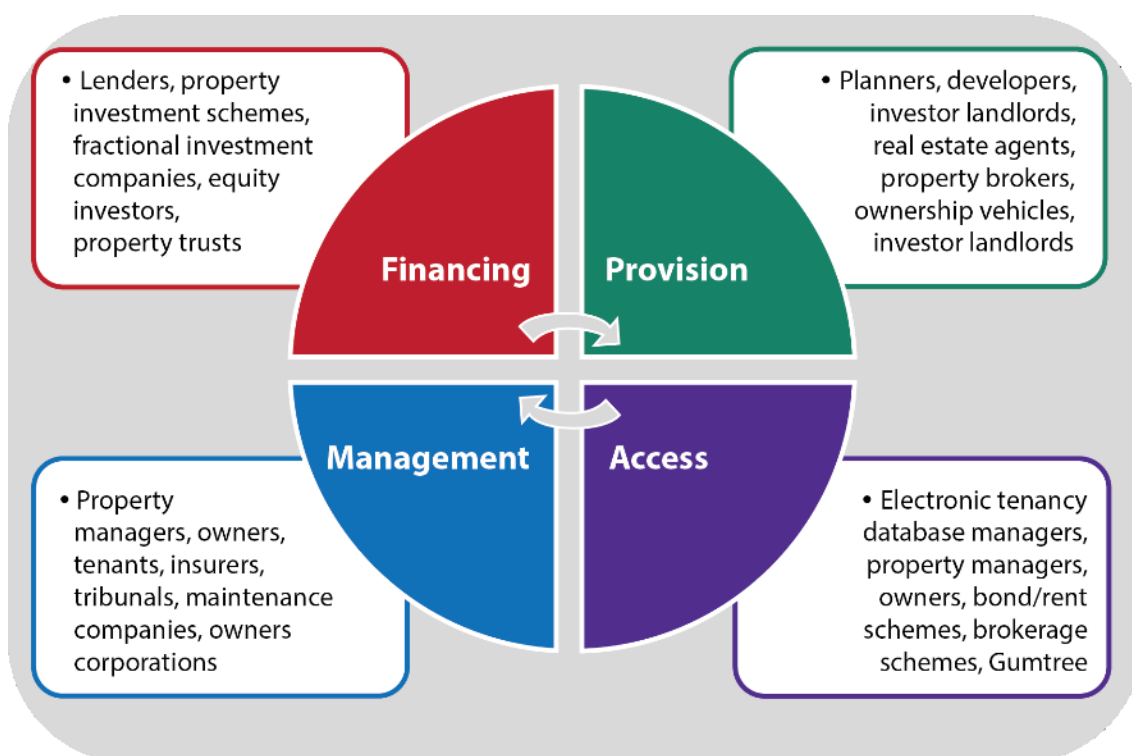 • Lenders, property
investment schemes,
fractional investment
companies, equity
investors,
property trusts
• Planners, developers,
investor landlords,
real estate agents,
property brokers,
ownership vehicles,
investor landlords
Financing
Provision
Management
Access
• Property
managers, owners,
tenants, insurers,
tribunals, maintenance
companies, owners
corporations
• Electronic tenancy
database managers,
property managers,
owners, bond/rent
schemes, brokerage
schemes, Gumtree